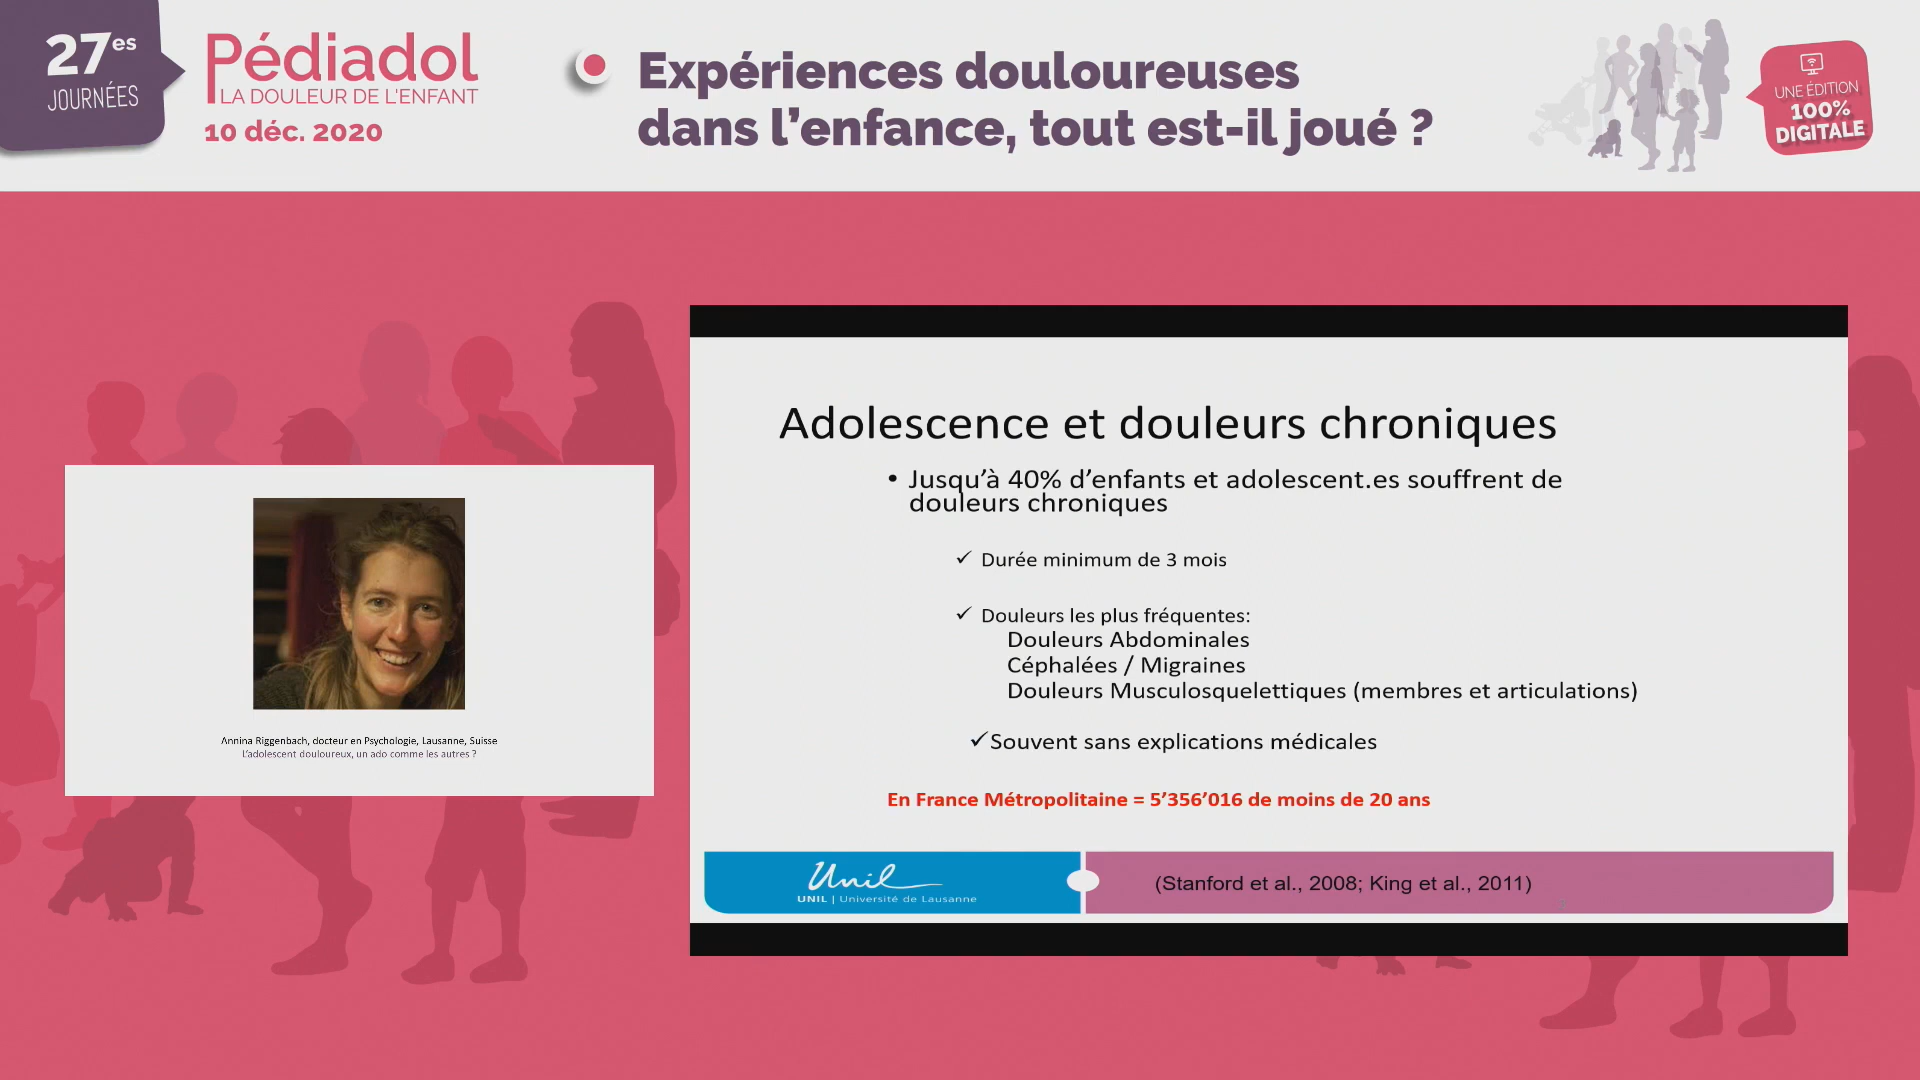 27es
JOURNÉES
Pédiadol
LA DOULEUR DE L'ENFANT
10 déc. 2020
Expériences douloureuses
dans l'enfance, tout est-il joué ?
UNE ÉDITION
100%
DIGITALE
Annina Riggenbach, docteur en Psychologie, Lausanne, Suisse
L'adolescent douloureux, un ado comme les autres ?
Adolescence et douleurs chroniques
• Jusqu'à 40% d'enfants et adolescent.es souffrent de
douleurs chroniques
✓ Durée minimum de 3 mois
✓ Douleurs les plus fréquentes:
Douleurs Abdominales
Céphalées / Migraines
Douleurs Musculosquelettiques (membres et articulations)
✓Souvent sans explications médicales
En France Métropolitaine = 5'356'016 de moins de 20 ans
Unil
UNIL | Université de Lausanne
(Stanford et al., 2008; King et al., 2011)